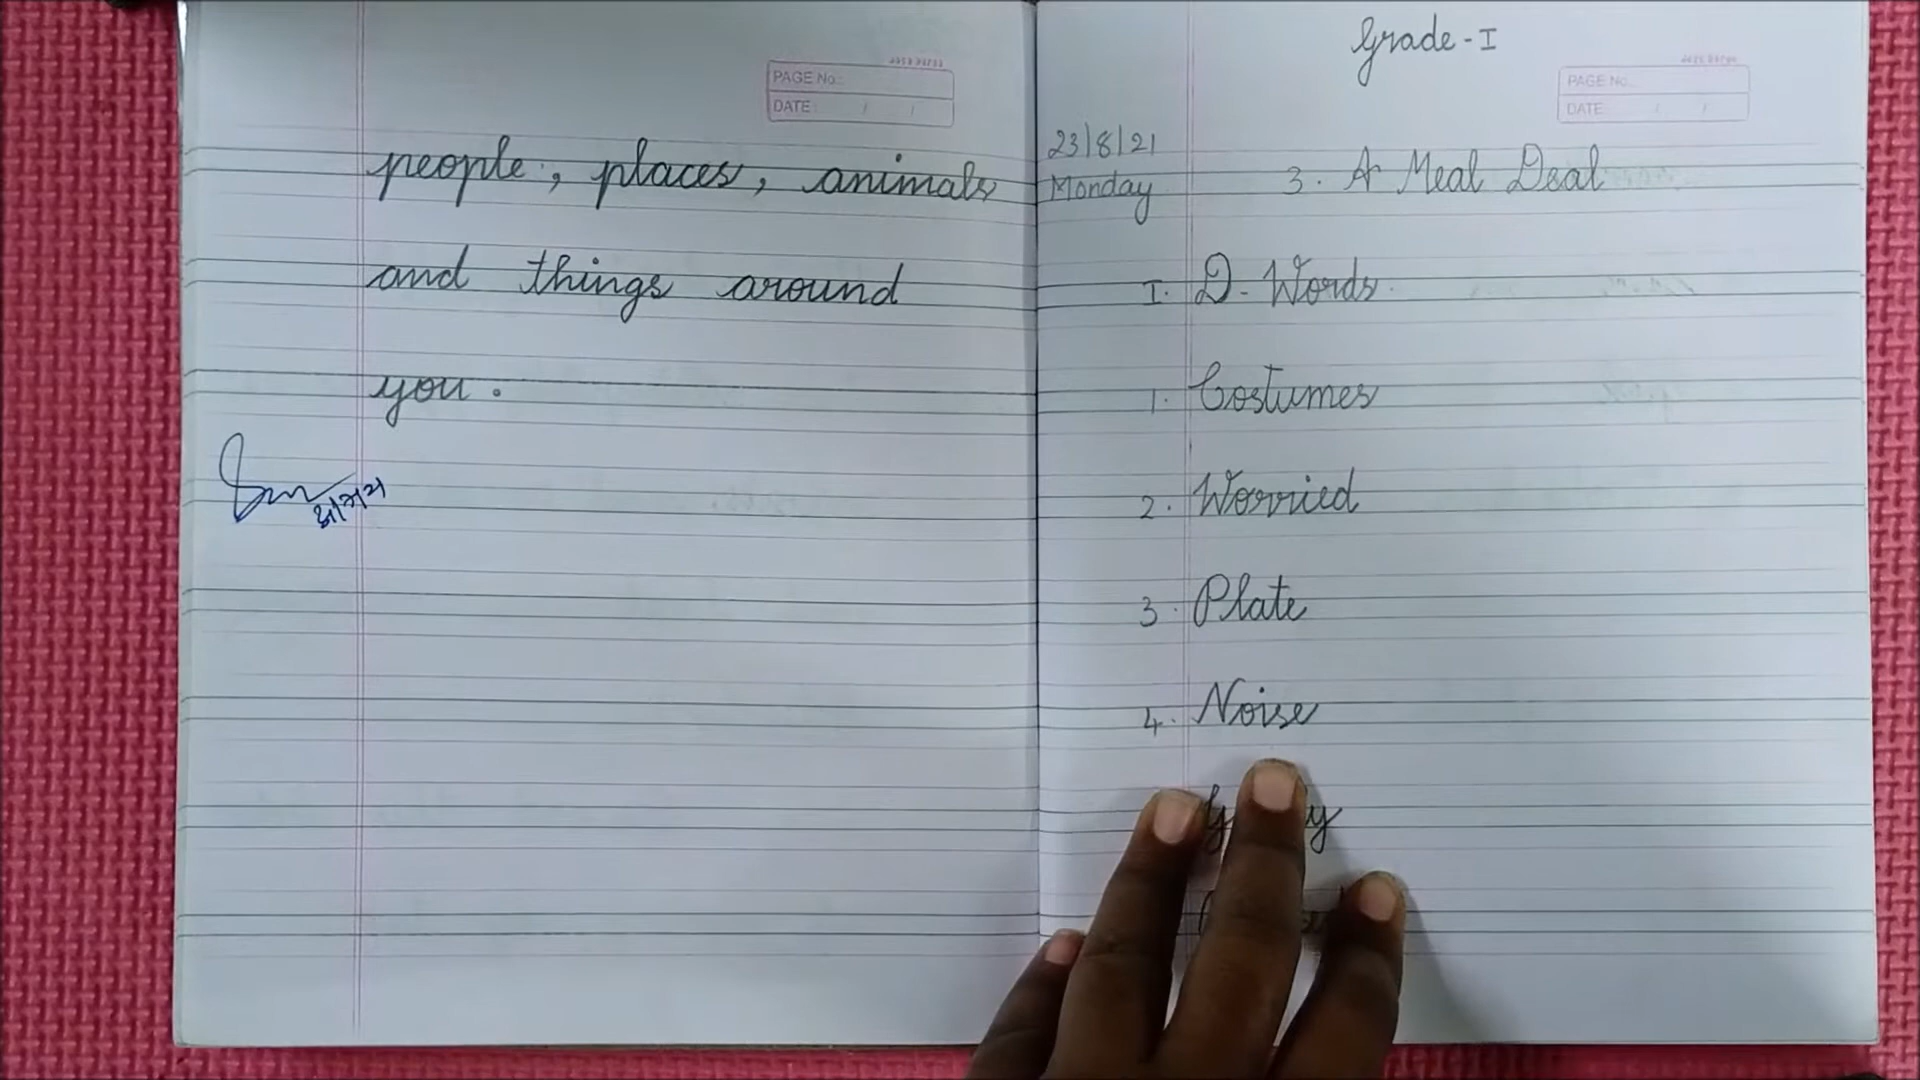 PAGE No.:
DATE: / /
people, places, animals
and things around
you.
Grade - I
PAGE No.
DATE / /
23/8/21
Monday
3. A Meal Deal
I. D. Words
1. Costumes
2. Worried
3. Plate
4. Noise